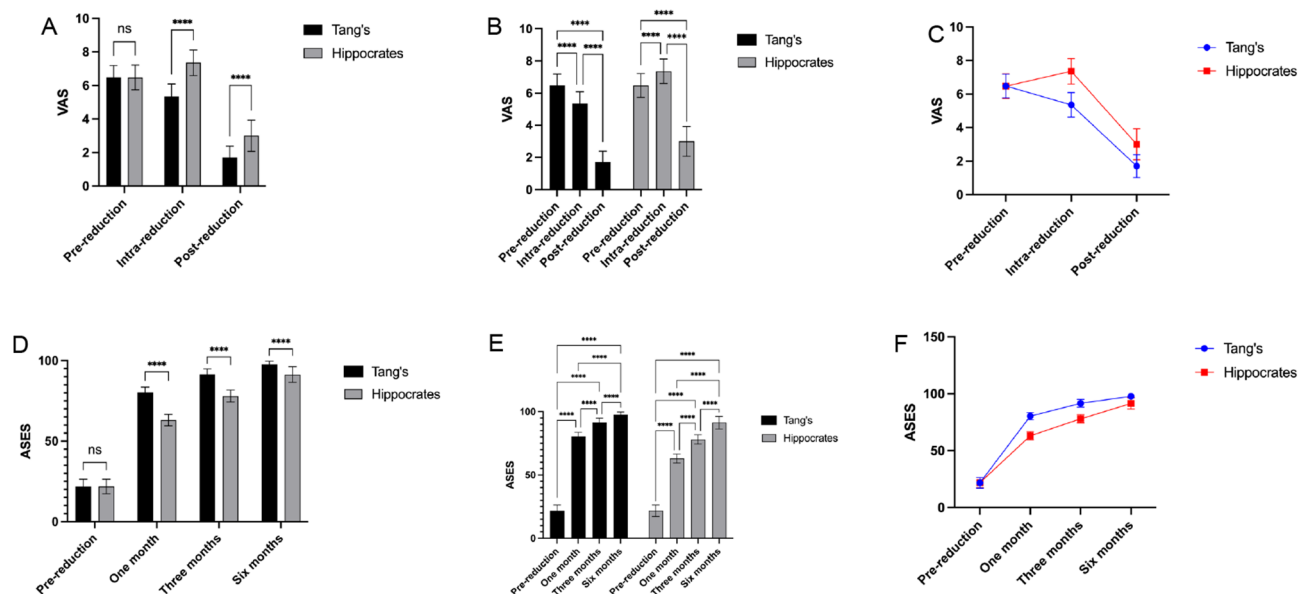 A
ns
****
****
Tang's
Hippocrates
VAS
10
8
6
4
2
0
Pre-reduction
Intra-reduction
Post-reduction
B
****
****
****
****
****
****
Tang's
Hippocrates
VAS
8
6
4
2
0
Pre-reduction
Intra-reduction
Post-reduction
Pre-reduction
Intra-reduction
Post-reduction
C
Tang's
Hippocrates
VAS
10
8
6
4
2
0
Pre-reduction
Intra-reduction
Post-reduction
D
ns
****
****
****
Tang's
Hippocrates
ASES
100
50
0
Pre-reduction
One month
Three months
Six months
E
****
****
****
****
****
****
****
****
****
****
****
****
Tang's
Hippocrates
ASES
100
50
0
Pre-reduction
One month
Three months
Six months
Pre-reduction
One month
Three months
Six months
F
Tang's
Hippocrates
ASES
150
100
50
0
Pre-reduction
One month
Three months
Six months